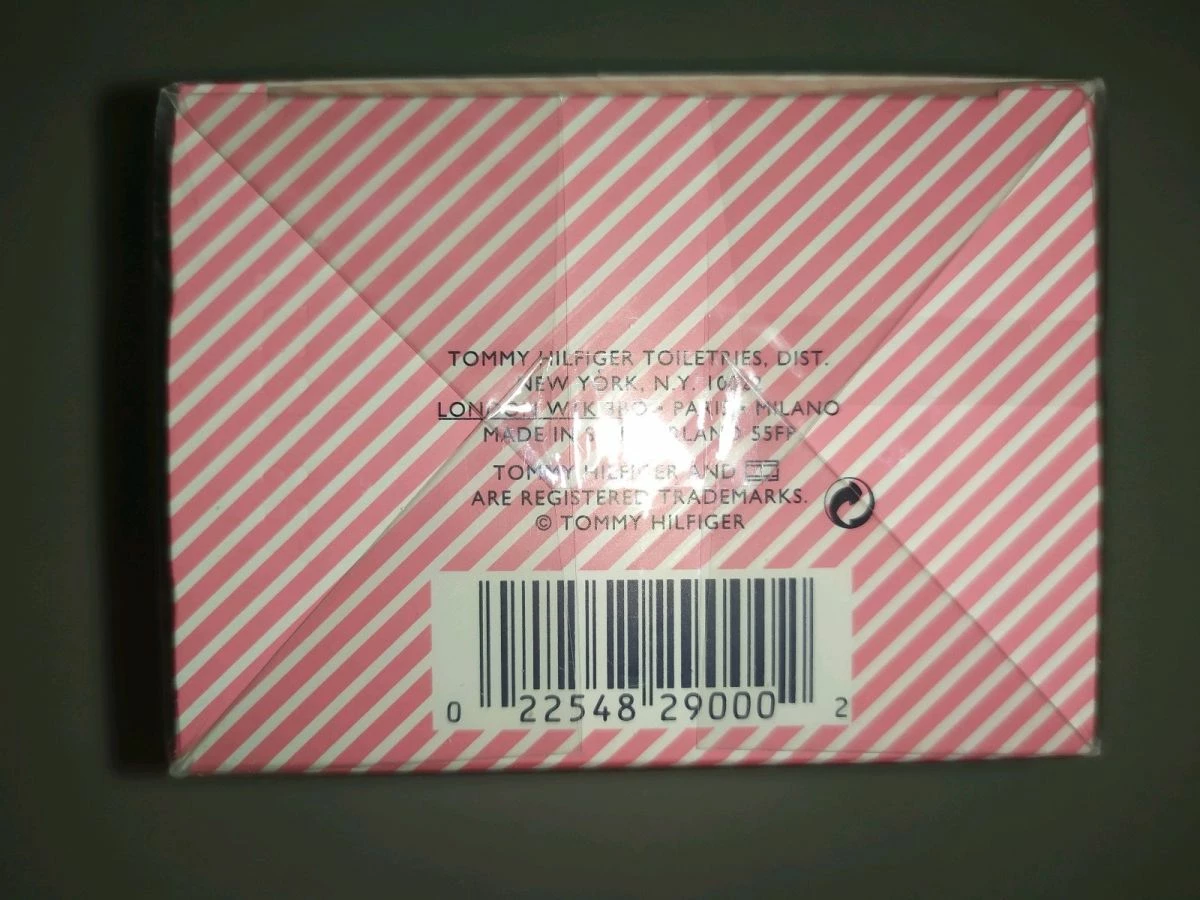 TOMMY HILFIGER TOILETRIES, DIST.
NEW YORK, N.Y.
PARIS • MILANO
MADE IN 55FP
TOMMY HILFIGER AND
ARE REGISTERED TRADEMARKS.
© TOMMY HILFIGER
0 22548 29000 2